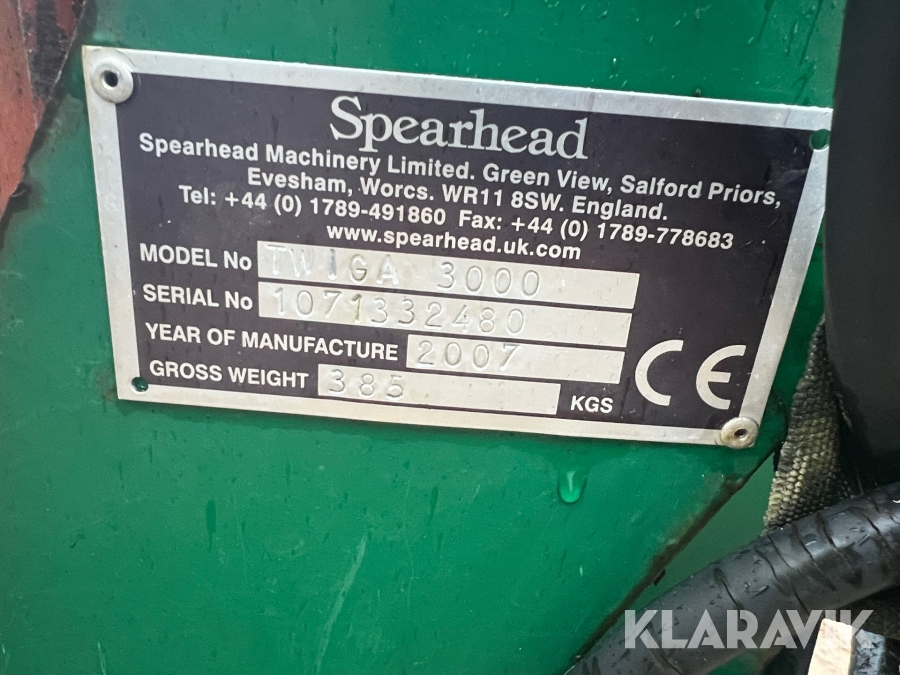 Spearhead
Spearhead Machinery Limited. Green View, Salford Priors,
Evesham, Worcs. WR11 8SW. England.
Tel: +44 (0) 1789-491860 Fax: +44 (0) 1789-778683
www.spearhead.uk.com
MODEL No TWIGA 3000
SERIAL No 1071332480
YEAR OF MANUFACTURE 2007
GROSS WEIGHT 385 KGS
CE
KLARAVIK